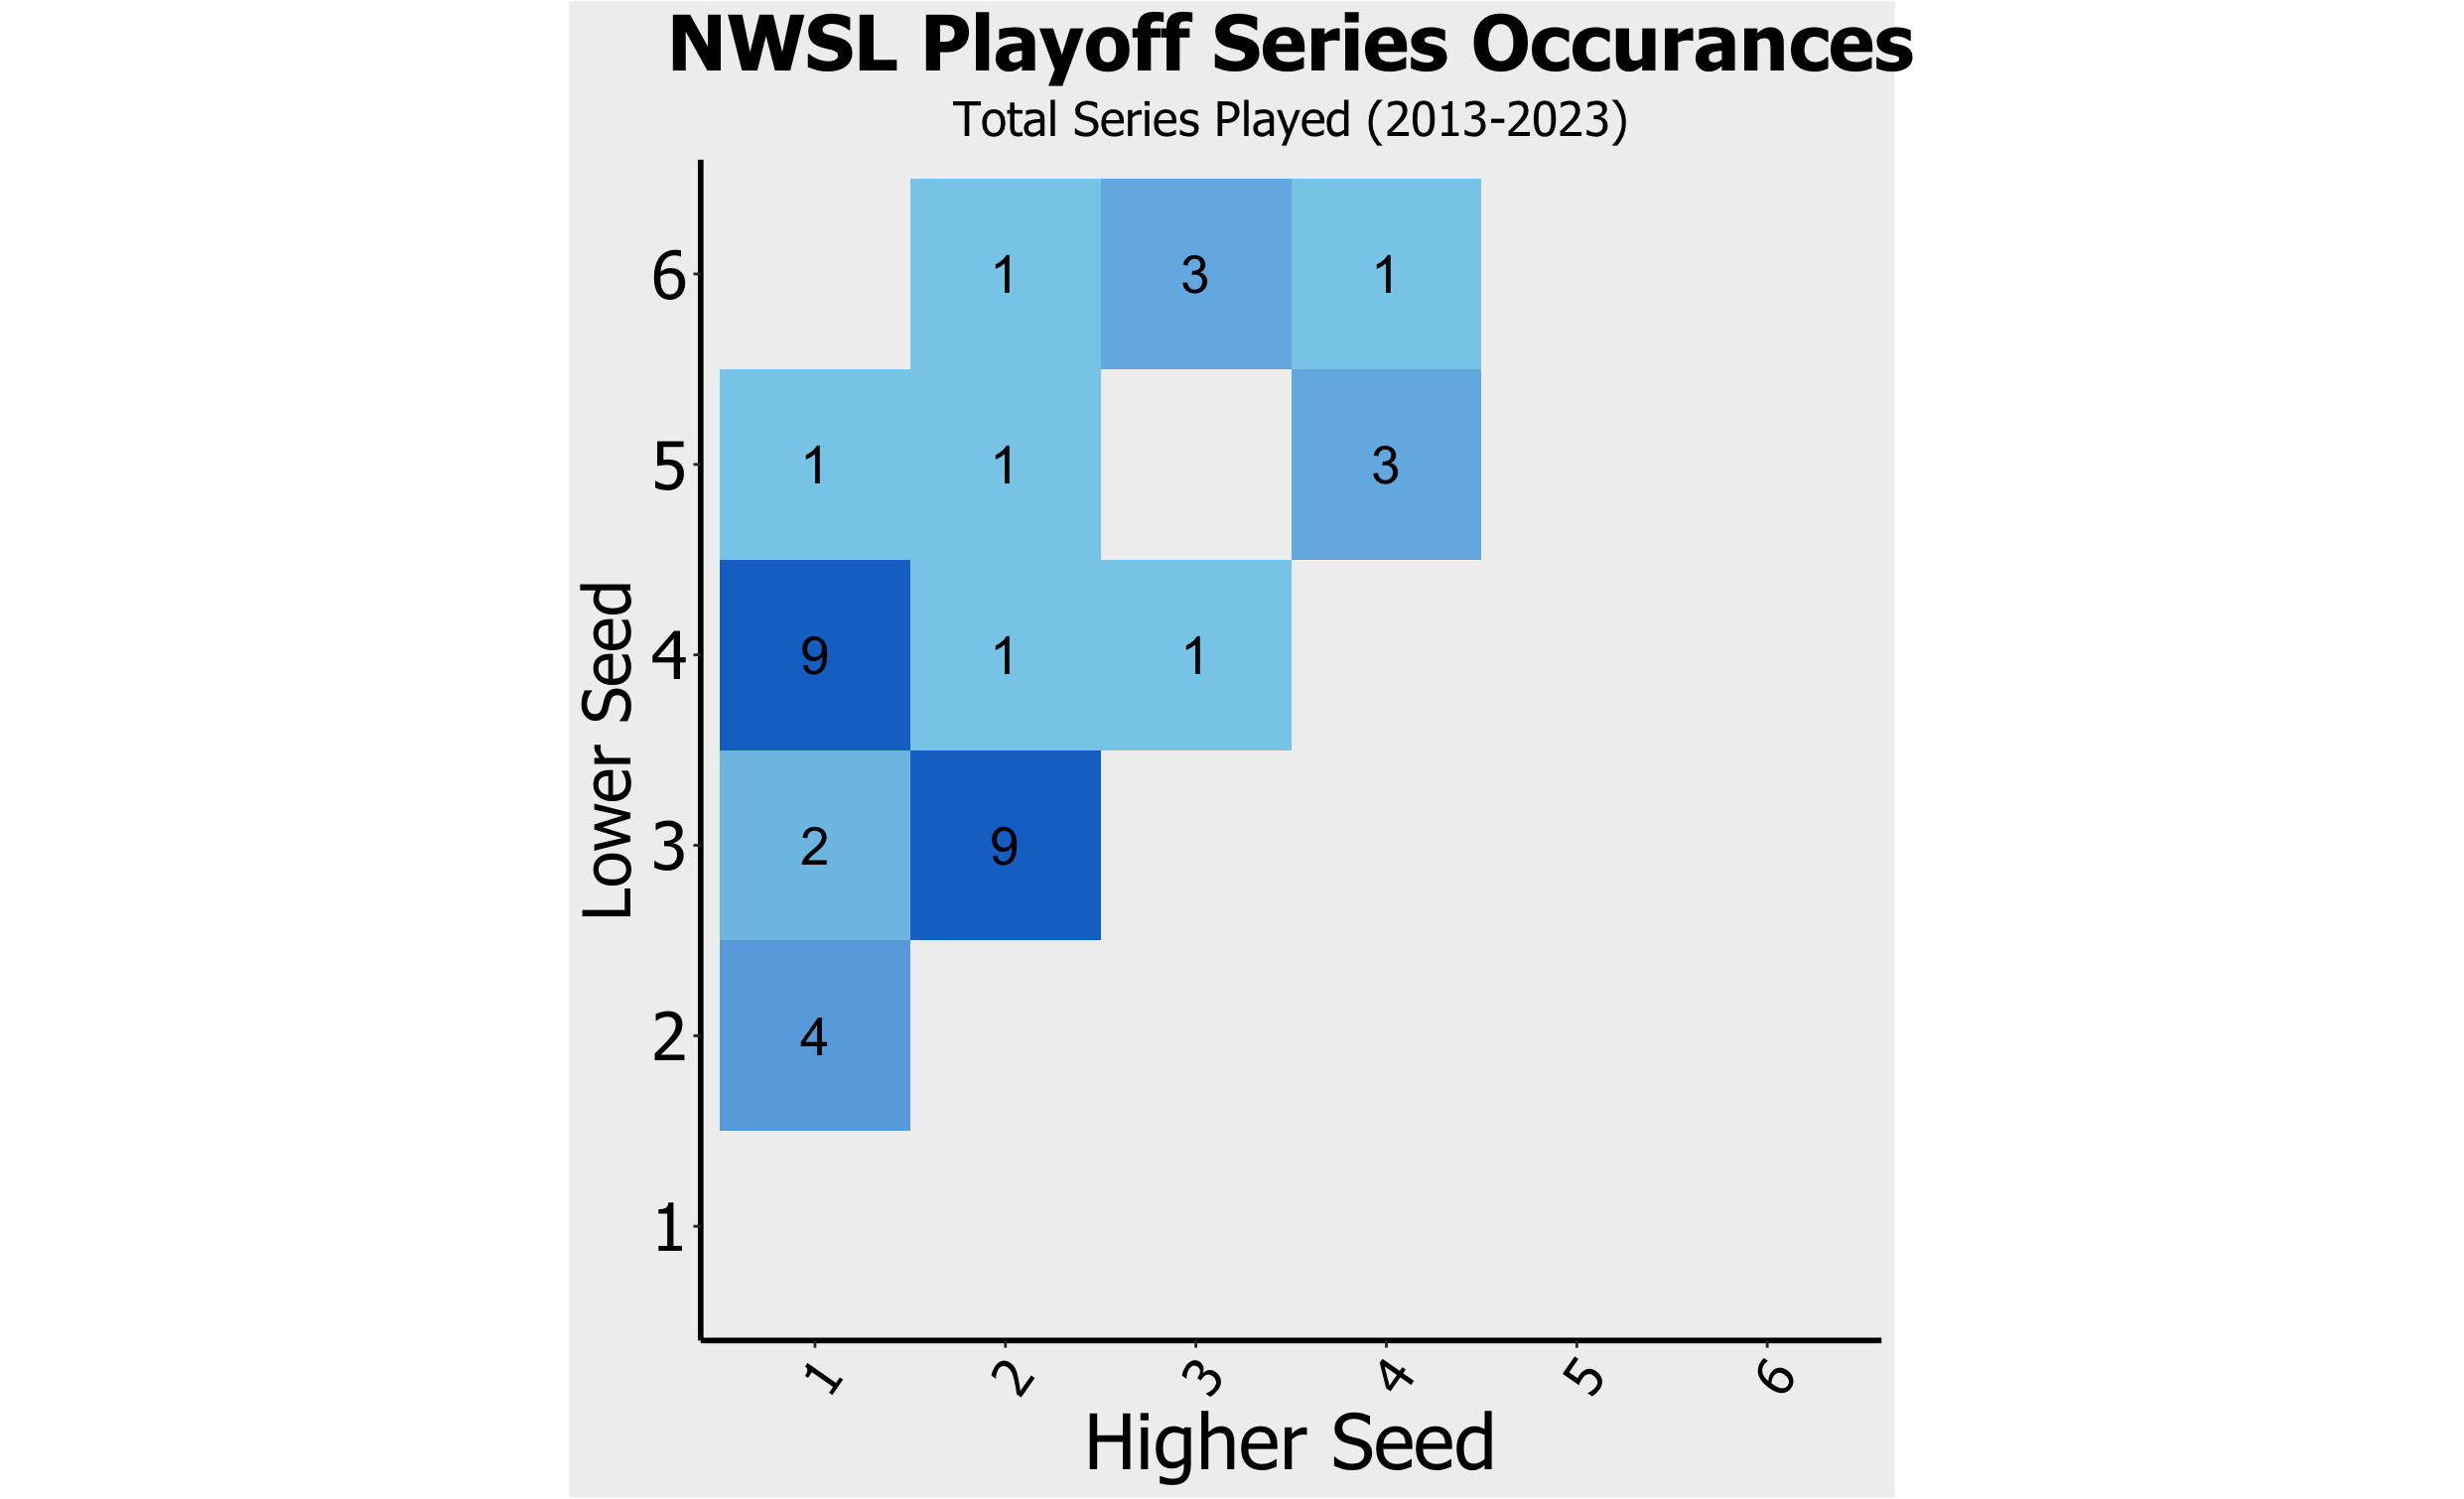 NWSL Playoff Series Occurances
Total Series Played (2013-2023)
6
1 3 1
5
1 1 3
4
9 1 1
3
2 9
2
4
1
Lower Seed
1 2 3 4 5 6
Higher Seed